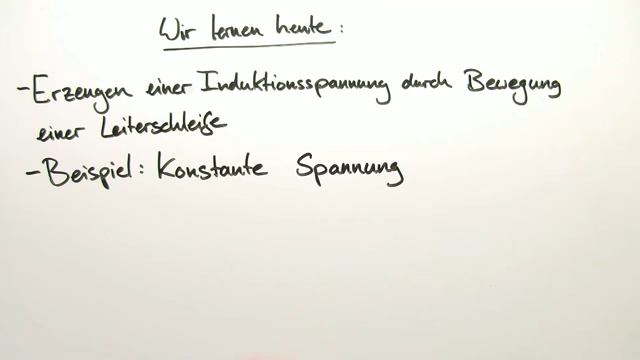 Wir lernen heute:
-Erzeugen einer Induktionsspannung durch Bewegung
einer Leiterschleife
-Beispiel: Konstante Spannung